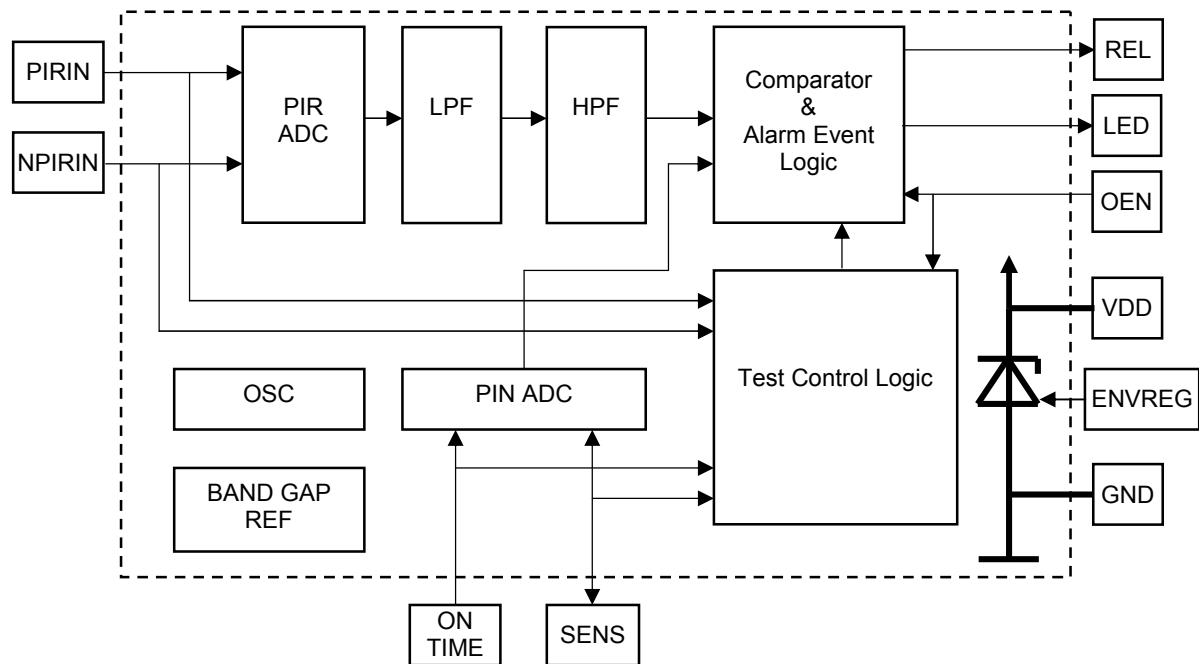 PIRIN
NPIRIN
PIR
ADC
LPF
HPF
Comparator
&
Alarm Event
Logic
REL
LED
OEN
VDD
ENVREG
GND
Test Control Logic
OSC
PIN ADC
BAND GAP
REF
ON
TIME
SENS